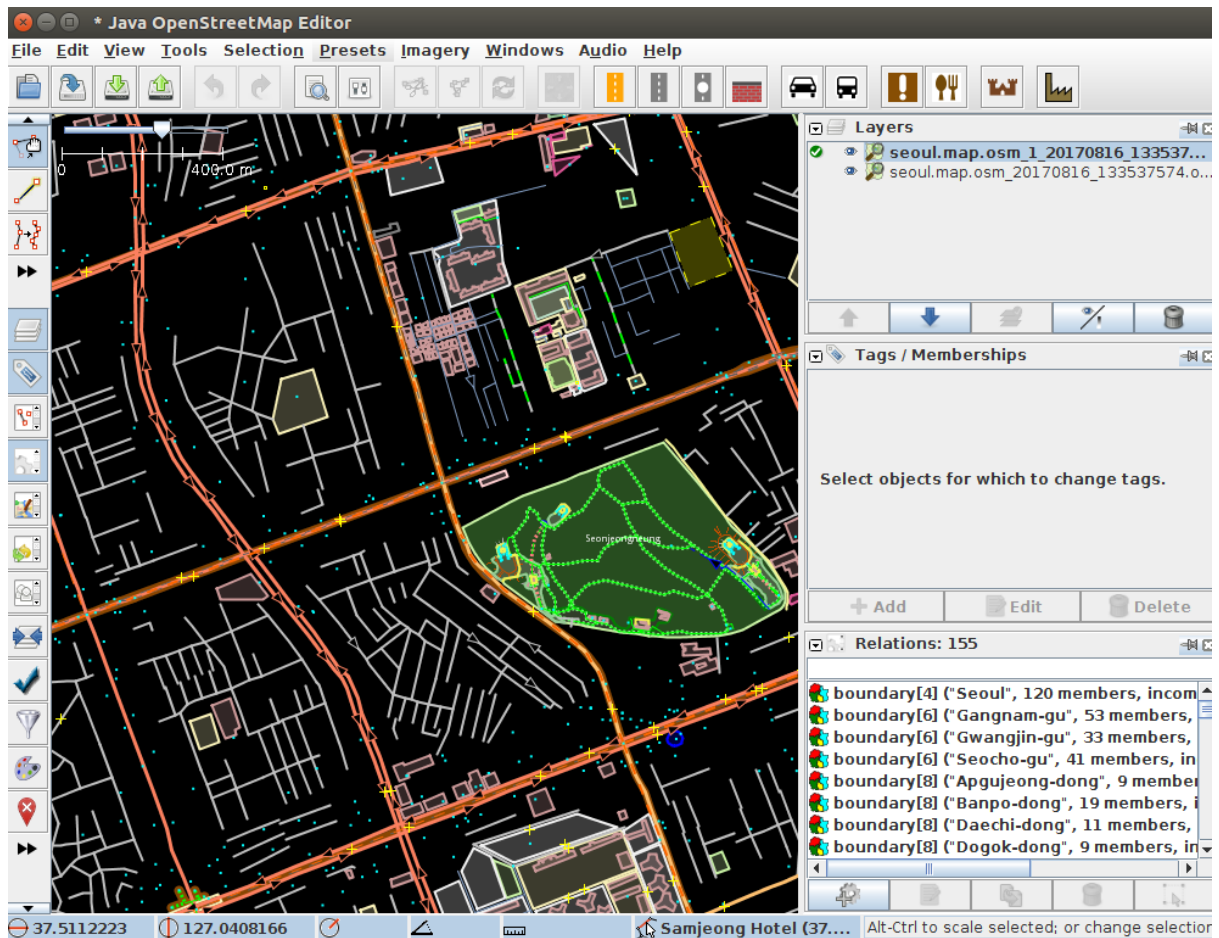 * Java OpenStreetMap Editor
File Edit View Tools Selection Presets Imagery Windows Audio Help
0
400.0 m
Seonjeongneung
Layers
seoul.map.osm_1_20170816_133537...
seoul.map.osm_20170816_133537574.o...
Tags / Memberships
Select objects for which to change tags.
Add Edit Delete
Relations: 155
boundary[4] ("Seoul", 120 members, incom
boundary[6] ("Gangnam-gu", 53 members,
boundary[6] ("Gwangjin-gu", 33 members,
boundary[6] ("Seocho-gu", 41 members, in
boundary[8] ("Apgujeong-dong", 9 member
boundary[8] ("Banpo-dong", 19 members, i
boundary[8] ("Daechi-dong", 11 members,
boundary[8] ("Dogok-dong", 9 members, in
37.5112223 127.0408166 Samjeong Hotel (37.... Alt-Ctrl to scale selected; or change selection